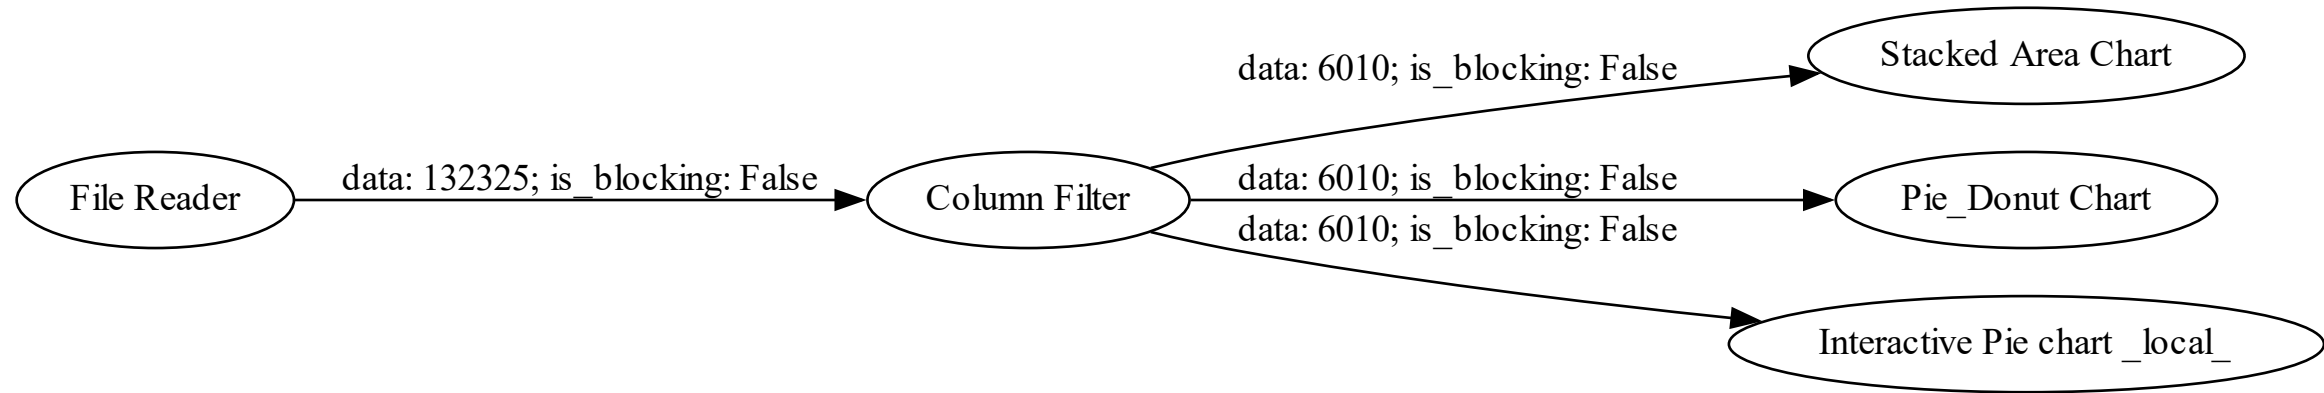 File Reader
data: 132325; is_blocking: False
Column Filter
data: 6010; is_blocking: False
Stacked Area Chart
data: 6010; is_blocking: False
Pie_Donut Chart
data: 6010; is_blocking: False
Interactive Pie chart _local_